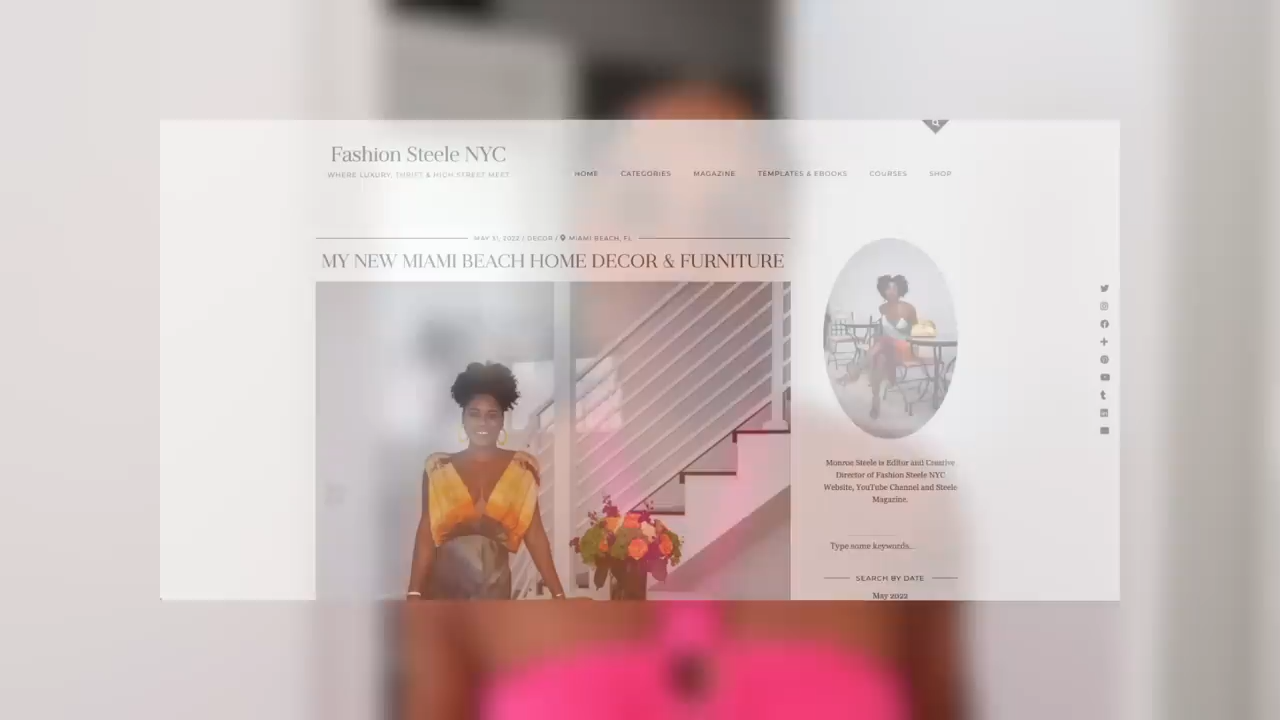 Fashion Steele NYC
WHERE LUXURY, THRIFT & HIGH STREET MEET
HOME CATEGORIES MAGAZINE TEMPLATES & EBOOKS COURSES SHOP
MAY 31, 2022 / DECOR / MIAMI BEACH, FL
MY NEW MIAMI BEACH HOME DECOR & FURNITURE
Monroe Steele is Editor and Creative
Director of Fashion Steele NYC
Website, YouTube Channel and Steele
Magazine.
Type some keywords...
SEARCH BY DATE
May 2022